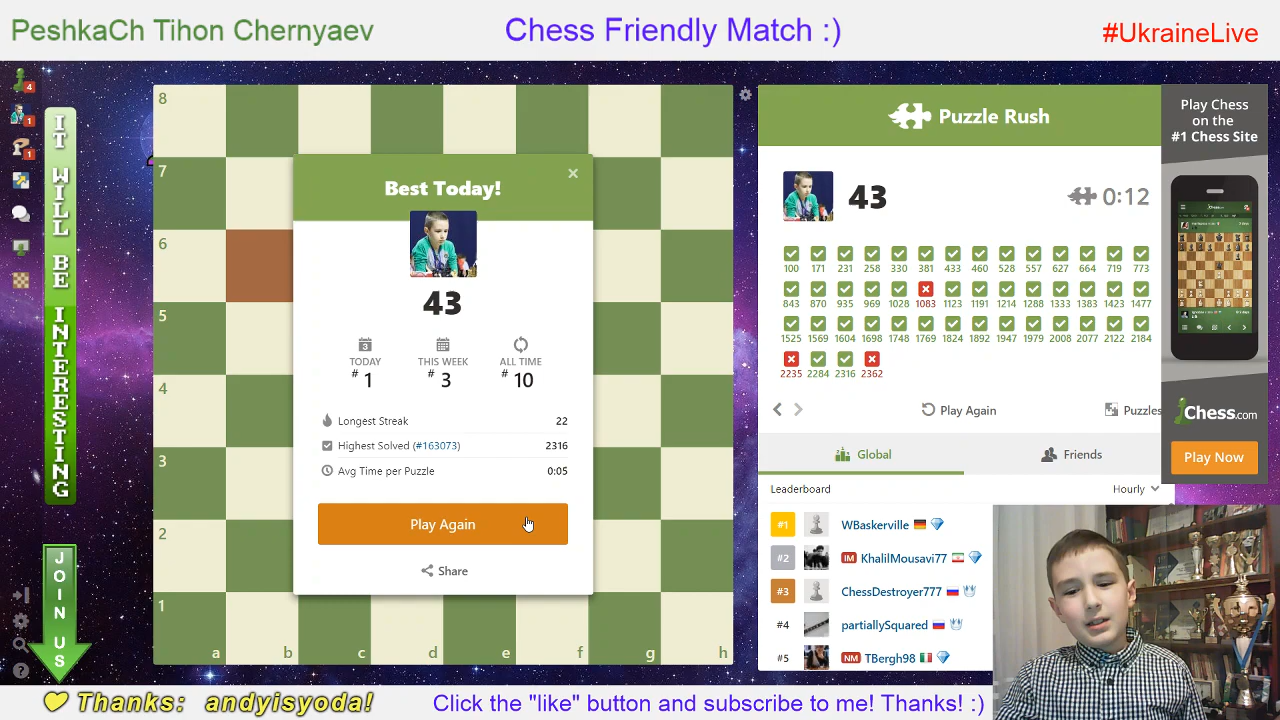 PeshkaCh Tihon Chernyaev
Chess Friendly Match :)
#UkraineLive
4
1
1
IT WILL BE INTERESTING
JOIN US
8
7
6
5
4
3
2
1
a b c d e f g h
Best Today!
43
TODAY
#1
THIS WEEK
#3
ALL TIME
#10
Longest Streak 22
Highest Solved (#163073) 2316
Avg Time per Puzzle 0:05
Play Again
Share
Puzzle Rush
43
0:12
100 171 231 258 330 381 433 460 528 557 627 664 719 773
843 870 935 969 1028 1083 1123 1191 1214 1288 1333 1383 1423 1477
1525 1569 1604 1698 1748 1769 1824 1892 1947 1979 2008 2077 2122 2184
2235 2284 2316 2362
Play Again
Puzzles
Global
Friends
Leaderboard
Hourly
#1 WBaskerville
#2 IM KhalilMousavi77
#3 ChessDestroyer777
#4 partiallySquared
#5 NM TBergh98
Play Chess
on the
#1 Chess Site
Chess.com
Play Now
Thanks: andyisyoda!
Click the "like" button and subscribe to me! Thanks! :)